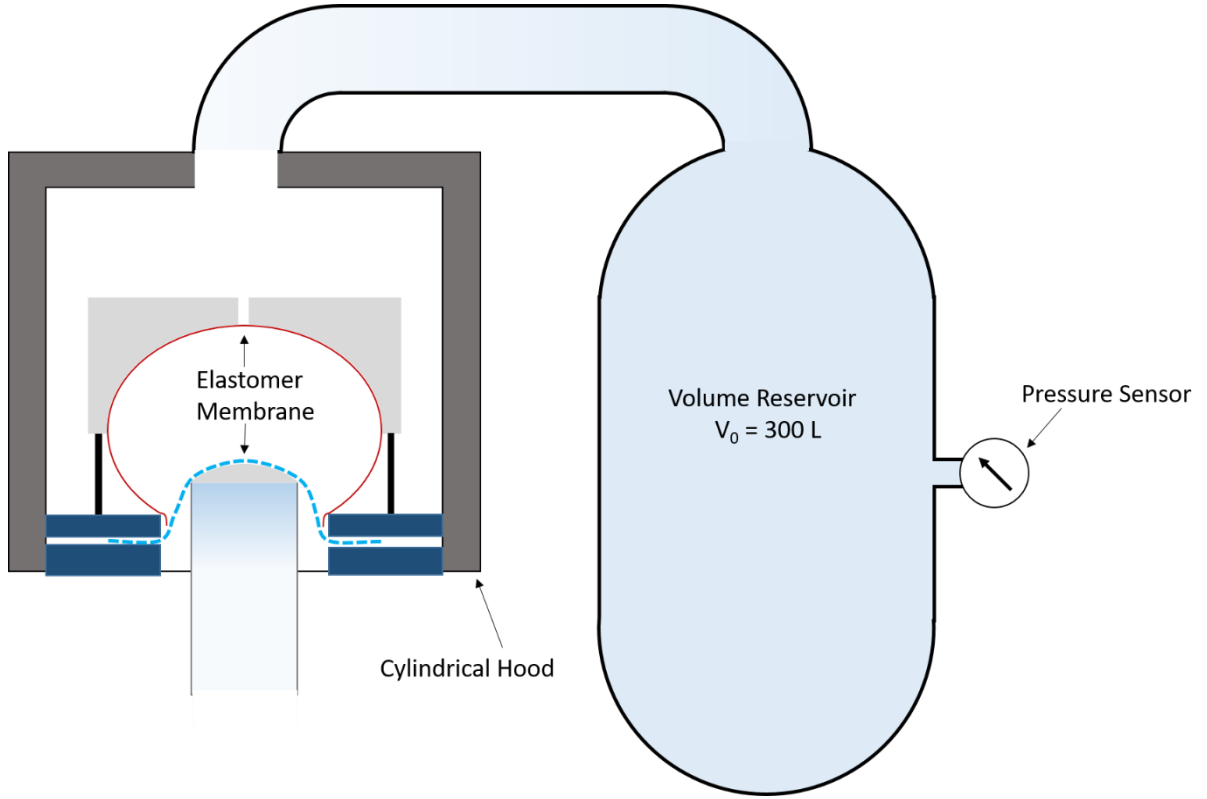 Elastomer
Membrane
Volume Reservoir
V₀ = 300 L
Pressure Sensor
Cylindrical Hood